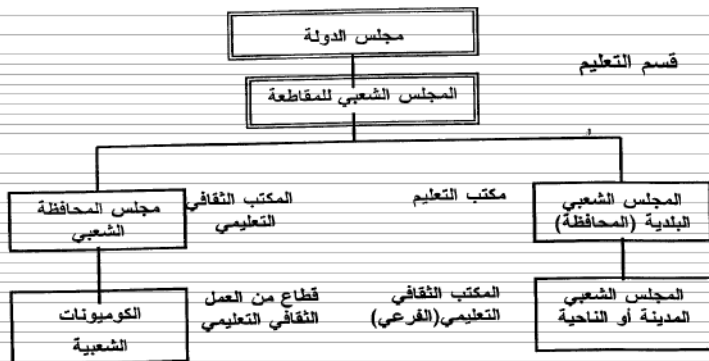 مجلس الدولة
قسم التعليم
المجلس الشعبي للمقاطعة
المجلس الشعبي
البلدية (المحافظة)
مكتب التعليم
المكتب الثقافي
التعليمي
مجلس المحافظة
الشعبي
المجلس الشعبي
المدينة أو الناحية
المكتب الثقافي
التعليمي(الفرعي)
قطاع من العمل
الثقافي التعليمي
الكوميونات
الشعبية